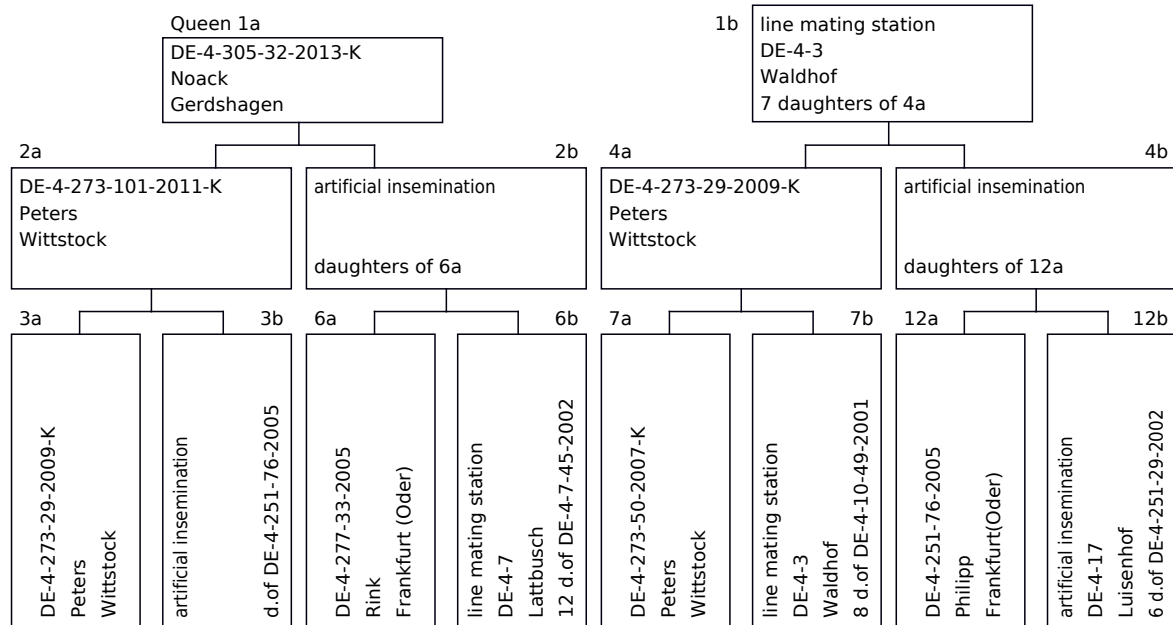 Queen 1a
DE-4-305-32-2013-K
Noack
Gerdshagen
1b
line mating station
DE-4-3
Waldhof
7 daughters of 4a
2a
DE-4-273-101-2011-K
Peters
Wittstock
2b
artificial insemination
daughters of 6a
4a
DE-4-273-29-2009-K
Peters
Wittstock
4b
artificial insemination
daughters of 12a
3a
DE-4-273-29-2009-K
Peters
Wittstock
3b
artificial insemination
d.of DE-4-251-76-2005
6a
DE-4-277-33-2005
Rink
Frankfurt (Oder)
6b
line mating station
DE-4-7
Lattbusch
12 d.of DE-4-7-45-2002
7a
DE-4-273-50-2007-K
Peters
Wittstock
7b
line mating station
DE-4-3
Waldhof
8 d.of DE-4-10-49-2001
12a
DE-4-251-76-2005
Philipp
Frankfurt(Oder)
12b
artificial insemination
DE-4-17
Luisenhof
6 d.of DE-4-251-29-2002